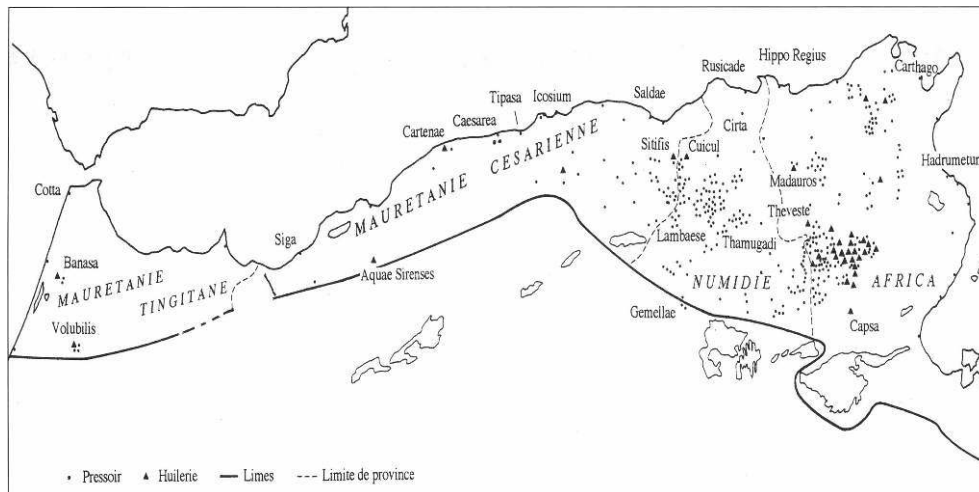 Hippo Regius
Rusicade
Carthago
Saldae
Icosium
Tipasa
Caesarea
Cartenae
Cirta
Sitifis
Cuicul
Hadrumetum
Madauros
Theveste
MAURETANIE CESARIENNE
Cotta
Siga
Lambaese
Thamugadi
Banasa
Aquae Sirenses
NUMIDIE
AFRICA
MAURETANIE
TINGITANE
Gemellae
Capsa
Volubilis
Pressoir
Huilerie
Limes
Limite de province